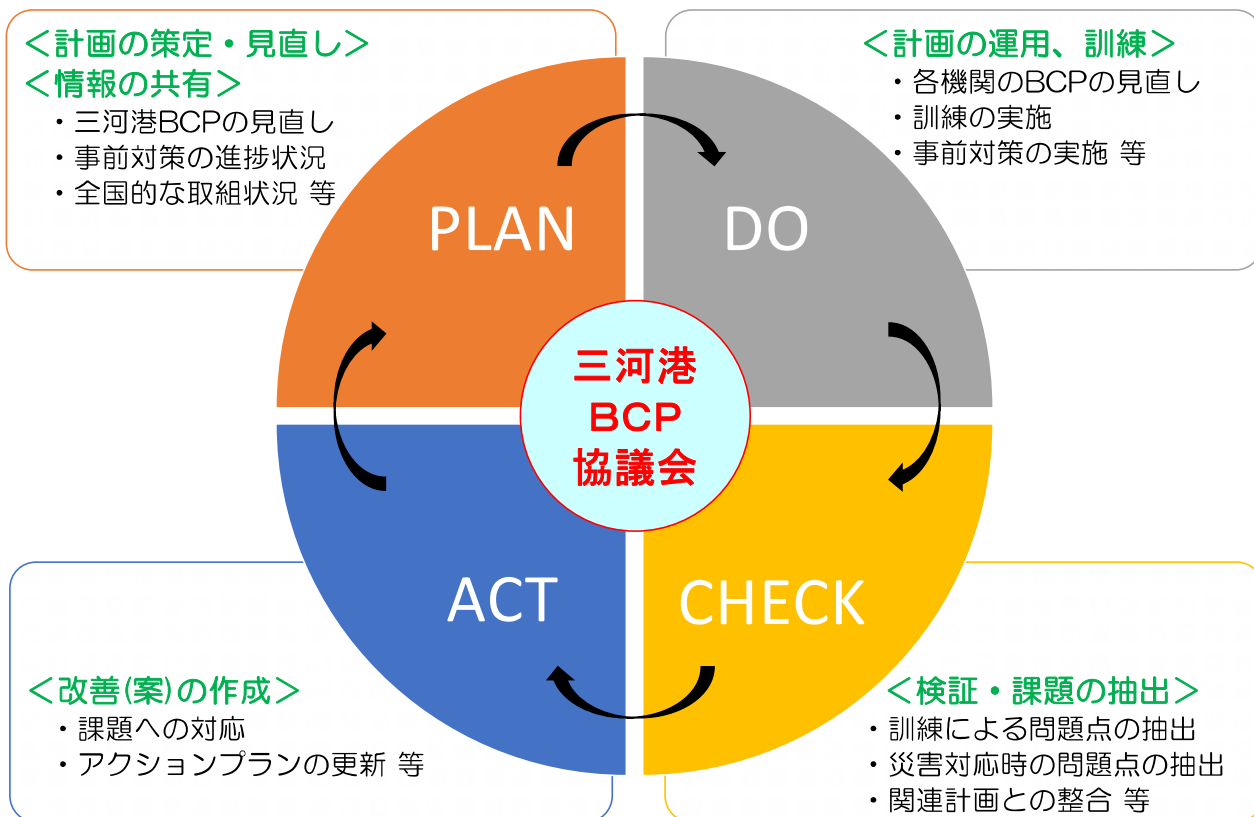 ＜計画の策定・見直し＞
＜情報の共有＞
・三河港BCPの見直し
・事前対策の進捗状況
・全国的な取組状況 等
＜計画の運用、訓練＞
・各機関のBCPの見直し
・訓練の実施
・事前対策の実施 等
PLAN
DO
三河港
BCP
協議会
ACT
CHECK
＜改善(案)の作成＞
・課題への対応
・アクションプランの更新 等
＜検証・課題の抽出＞
・訓練による問題点の抽出
・災害対応時の問題点の抽出
・関連計画との整合 等